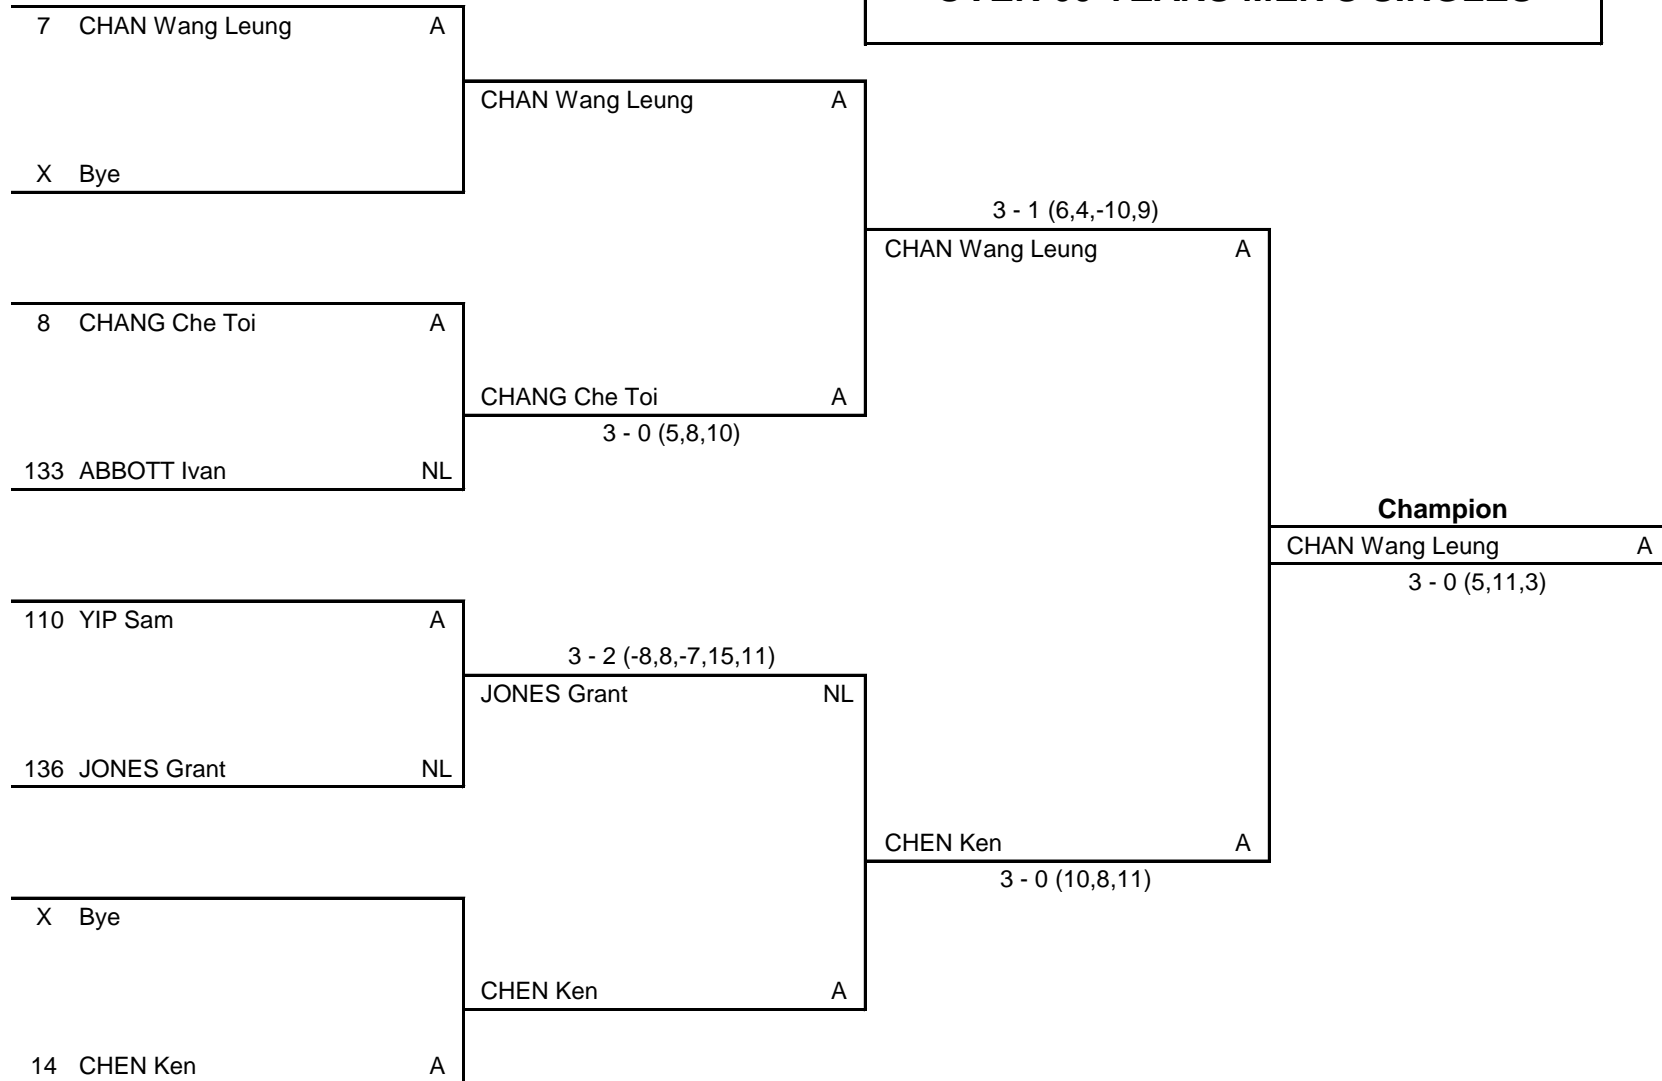 OVER YEARS MEN'S SINGLES
7 CHAN Wang Leung A
CHAN Wang Leung A
X Bye
3 - 1 (6,4,-10,9)
CHAN Wang Leung A
8 CHANG Che Toi A
CHANG Che Toi A
3 - 0 (5,8,10)
133 ABBOTT Ivan NL
Champion
CHAN Wang Leung A
3 - 0 (5,11,3)
110 YIP Sam A
3 - 2 (-8,8,-7,15,11)
JONES Grant NL
136 JONES Grant NL
CHEN Ken A
3 - 0 (10,8,11)
X Bye
CHEN Ken A
14 CHEN Ken A